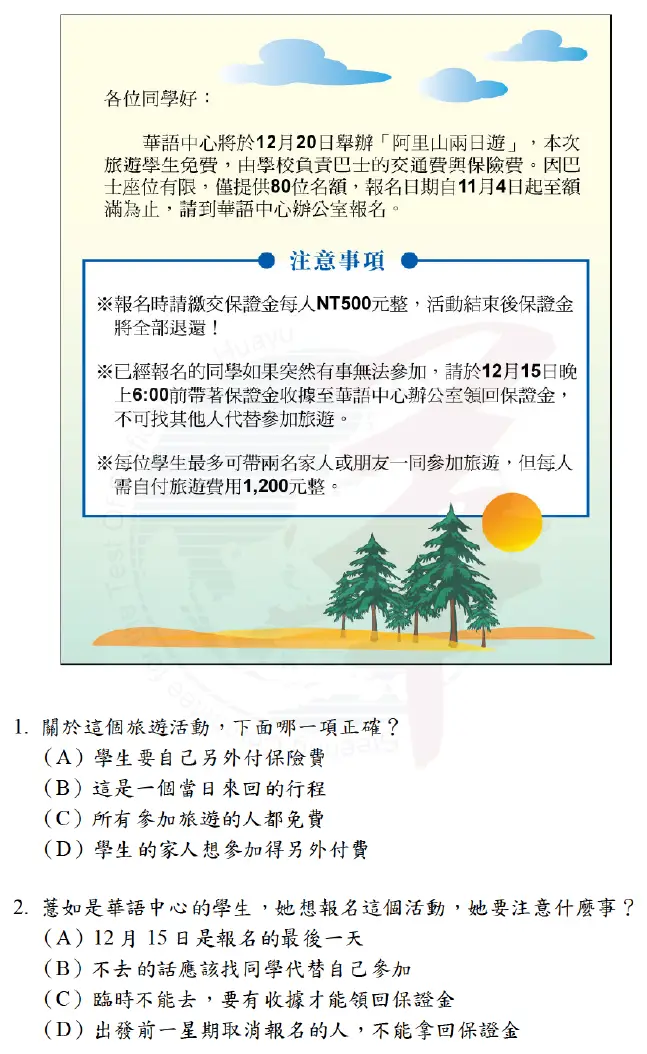 各位同學好：
華語中心將於12月20日舉辦「阿里山兩日遊」，本次
旅遊學生免費，由學校負責巴士的交通費與保險費。因巴
士座位有限，僅提供80位名額，報名日期自11月4日起至額
滿為止，請到華語中心辦公室報名。
注意事項
※報名時請繳交保證金每人NT500元整，活動結束後保證金
將全部退還！
※已經報名的同學如果突然有事無法參加，請於12月15日晚
上6:00前帶著保證金收據至華語中心辦公室領回保證金，
不可找其他人代替參加旅遊。
※每位學生最多可帶兩名家人或朋友一同參加旅遊，但每人
需自付旅遊費用1,200元整。
1. 關於這個旅遊活動，下面哪一項正確？
（A）學生要自己另外付保險費
（B）這是一個當日來回的行程
（C）所有參加旅遊的人都免費
（D）學生的家人想參加得另外付費
2. 薏如是華語中心的學生，她想報名這個活動，她要注意什麼事？
（A）12 月 15 日是報名的最後一天
（B）不去的話應該找同學代替自己參加
（C）臨時不能去，要有收據才能領回保證金
（D）出發前一星期取消報名的人，不能拿回保證金